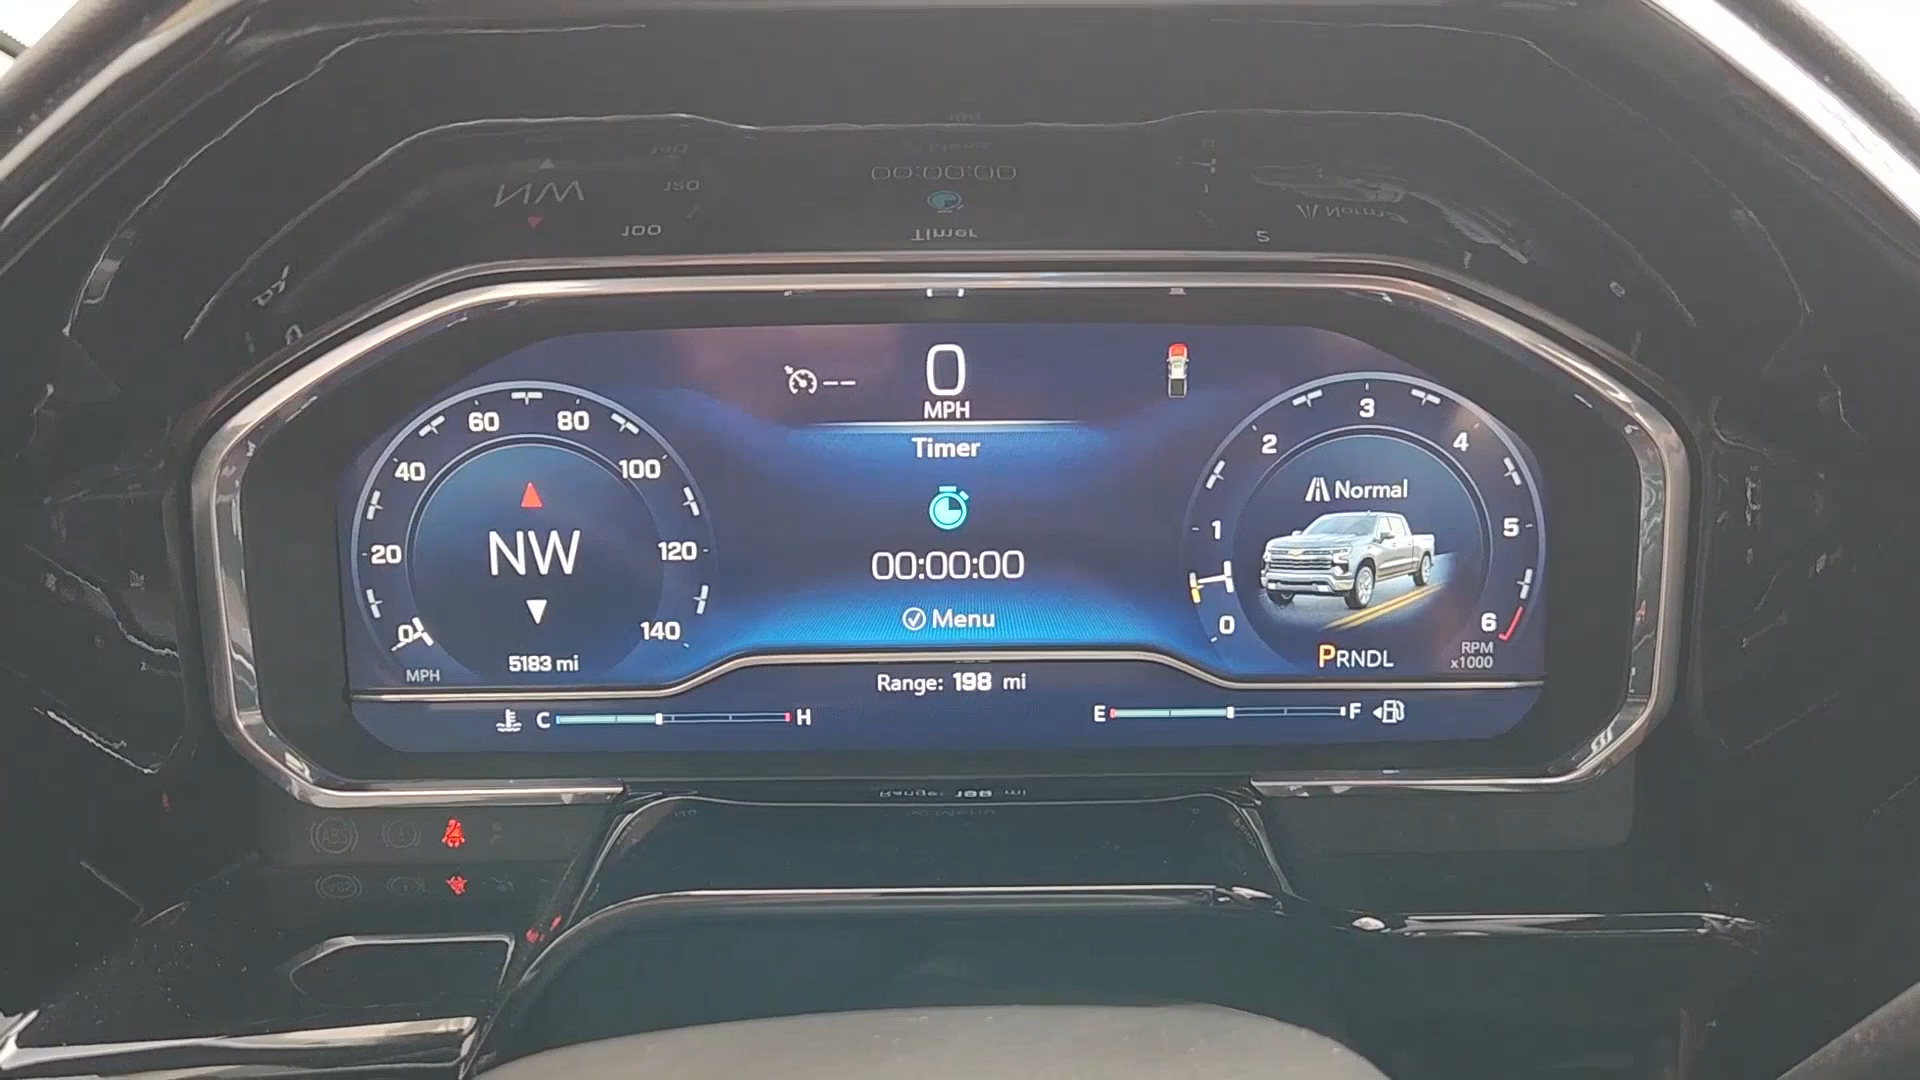 0
MPH
Timer
00:00:00
Menu
Range: 198 mi
60 80
40 100
20 120
0 140
NW
MPH
5183 mi
C H
3
2 4
1 5
0 6
Normal
PRNDL
RPM
x1000
E F
ABS